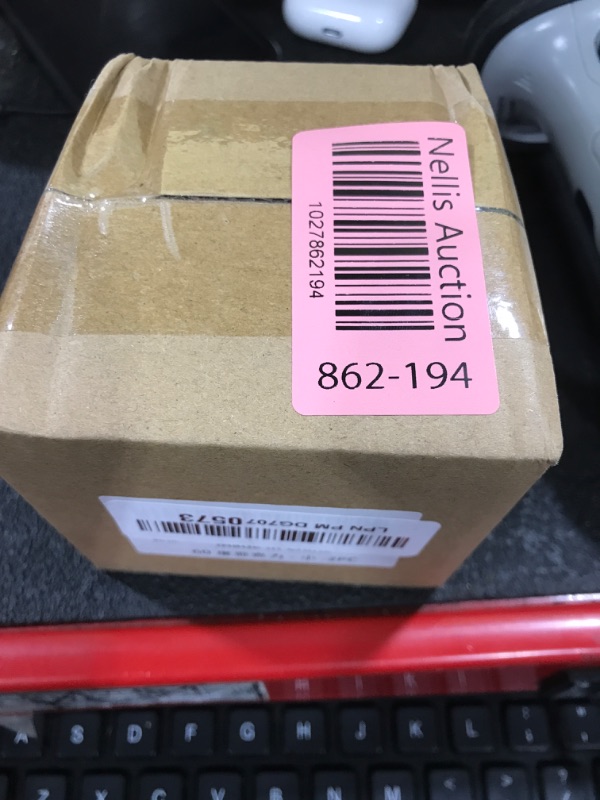 Nellis Auction
1027862194
862-194
LPN PM DG7070573
A S D F G H J K L
Z X C V B N M